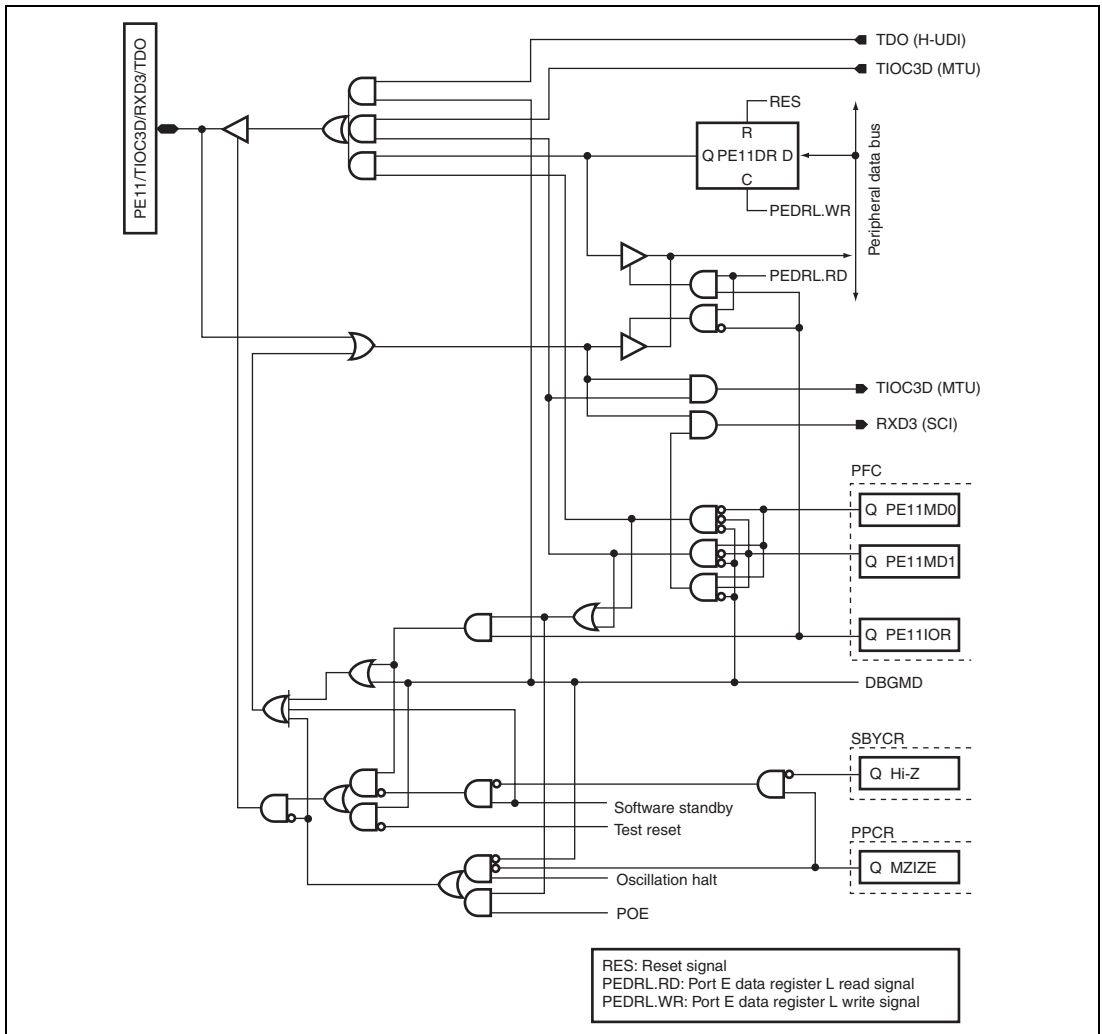 PE11/TIOC3D/RXD3/TDO
TDO (H-UDI)
TIOC3D (MTU)
RES
R
Q PE11DR D
C
PEDRL.WR
Peripheral data bus
PEDRL.RD
TIOC3D (MTU)
RXD3 (SCI)
PFC
Q PE11MD0
Q PE11MD1
Q PE11IOR
DBGMD
SBYCR
Q Hi-Z
Software standby
Test reset
PPCR
Q MZIZE
Oscillation halt
POE
RES: Reset signal
PEDRL.RD: Port E data register L read signal
PEDRL.WR: Port E data register L write signal